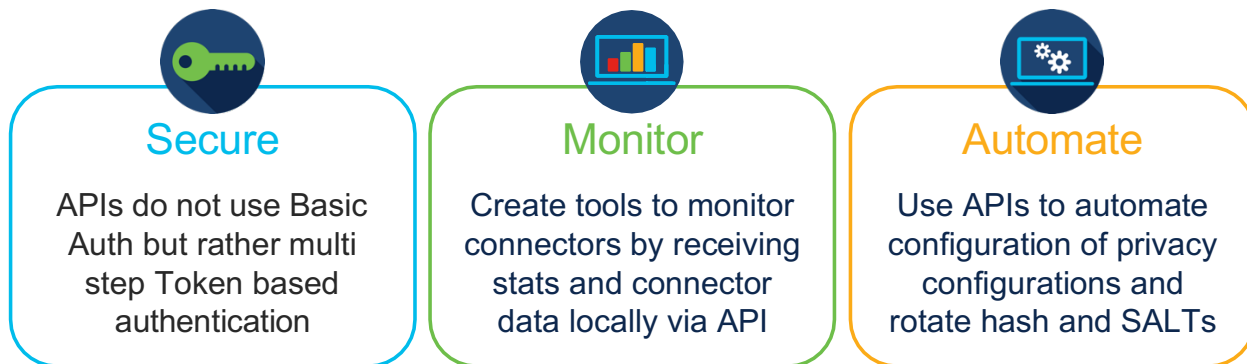 Secure
APIs do not use Basic
Auth but rather multi
step Token based
authentication
Monitor
Create tools to monitor
connectors by receiving
stats and connector
data locally via API
Automate
Use APIs to automate
configuration of privacy
configurations and
rotate hash and SALTs